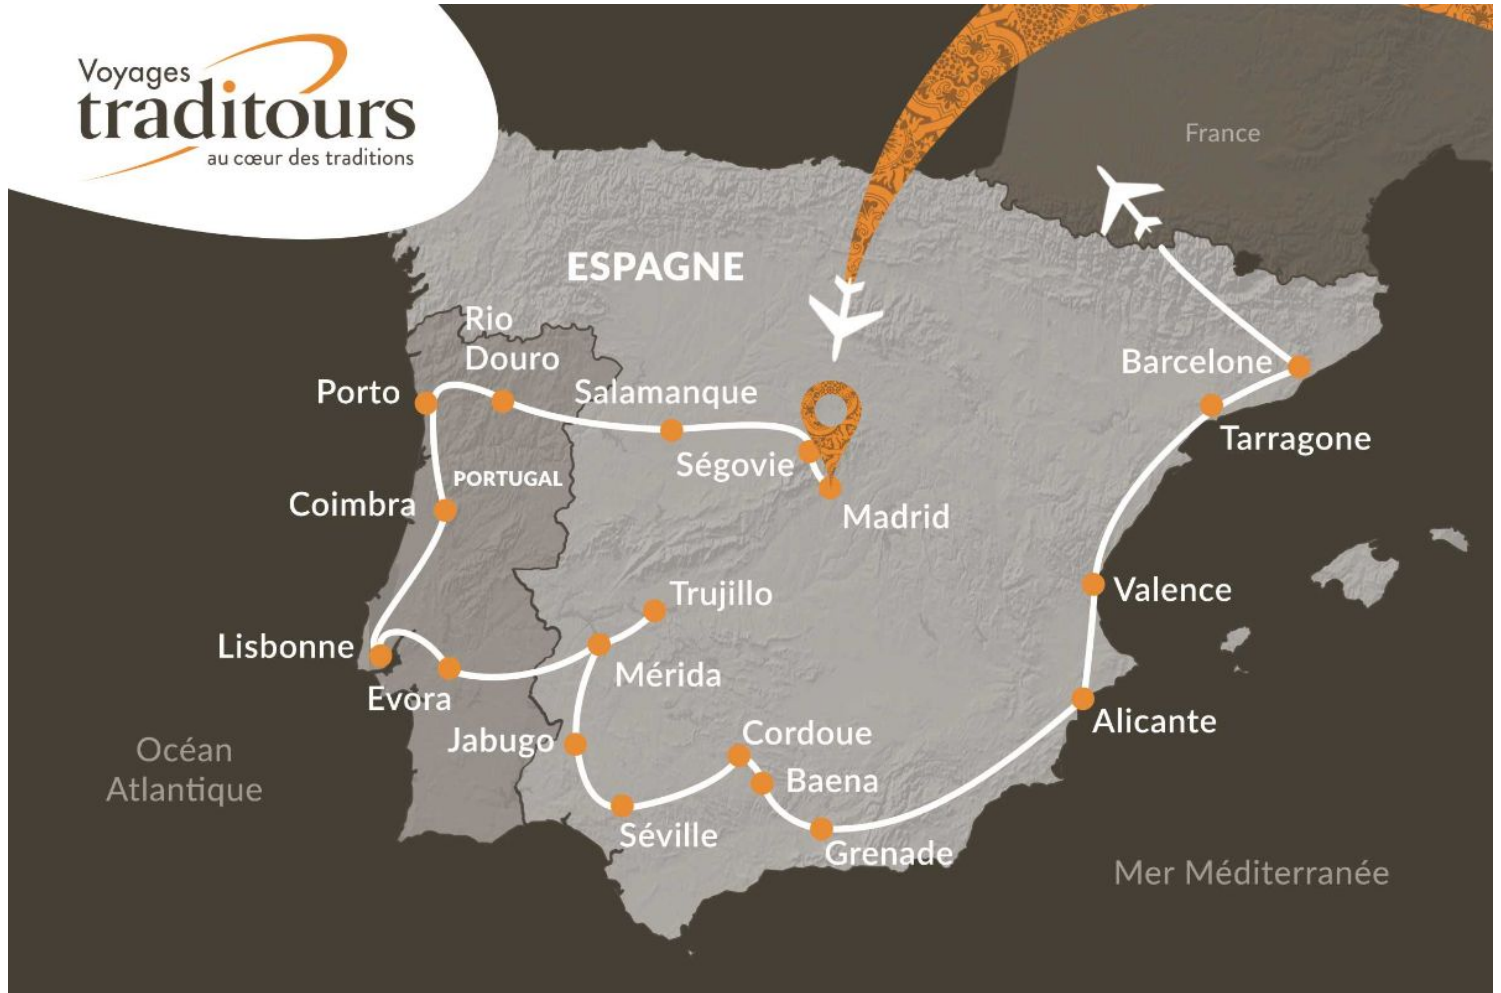 Voyages
traditours
au cœur des traditions
France
ESPAGNE
Rio
Douro
Porto
Salamanque
Barcelone
Tarragone
Ségovie
PORTUGAL
Coimbra
Madrid
Trujillo
Valence
Lisbonne
Mérida
Evora
Alicante
Jabugo
Cordoue
Océan
Atlantique
Baena
Séville
Grenade
Mer Méditerranée